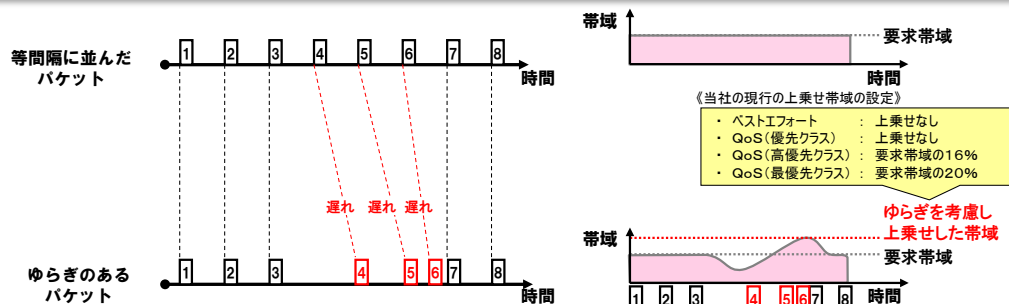 等間隔に並んだ
パケット
1 2 3 4 5 6 7 8
時間
遅れ 遅れ 遅れ
ゆらぎのある
パケット
1 2 3 4 5 6 7 8
時間
帯域
要求帯域
時間
《当社の現行の上乗せ帯域の設定》
・ ベストエフォート : 上乗せなし
・ QoS(優先クラス) : 上乗せなし
・ QoS(高優先クラス) : 要求帯域の16%
・ QoS(最優先クラス) : 要求帯域の20%
ゆらぎを考慮し
上乗せした帯域
帯域
要求帯域
1 2 3 4 5 6 7 8
時間